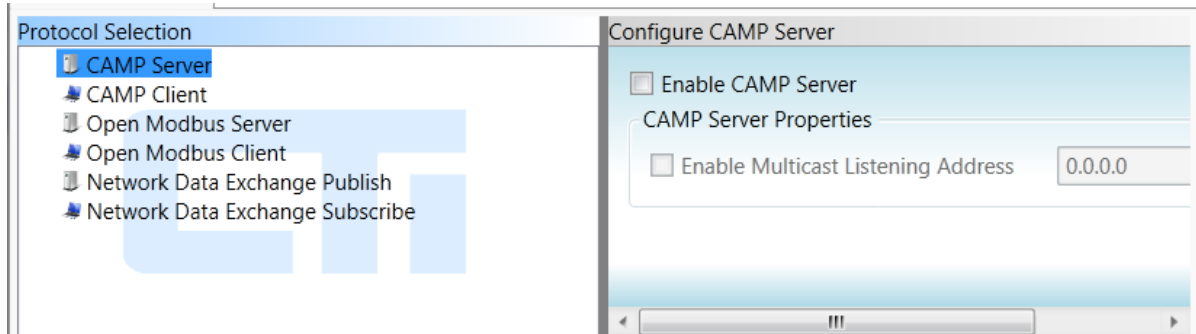 Protocol Selection
CAMP Server
CAMP Client
Open Modbus Server
Open Modbus Client
Network Data Exchange Publish
Network Data Exchange Subscribe
Configure CAMP Server
Enable CAMP Server
CAMP Server Properties
Enable Multicast Listening Address 0.0.0.0
CTi